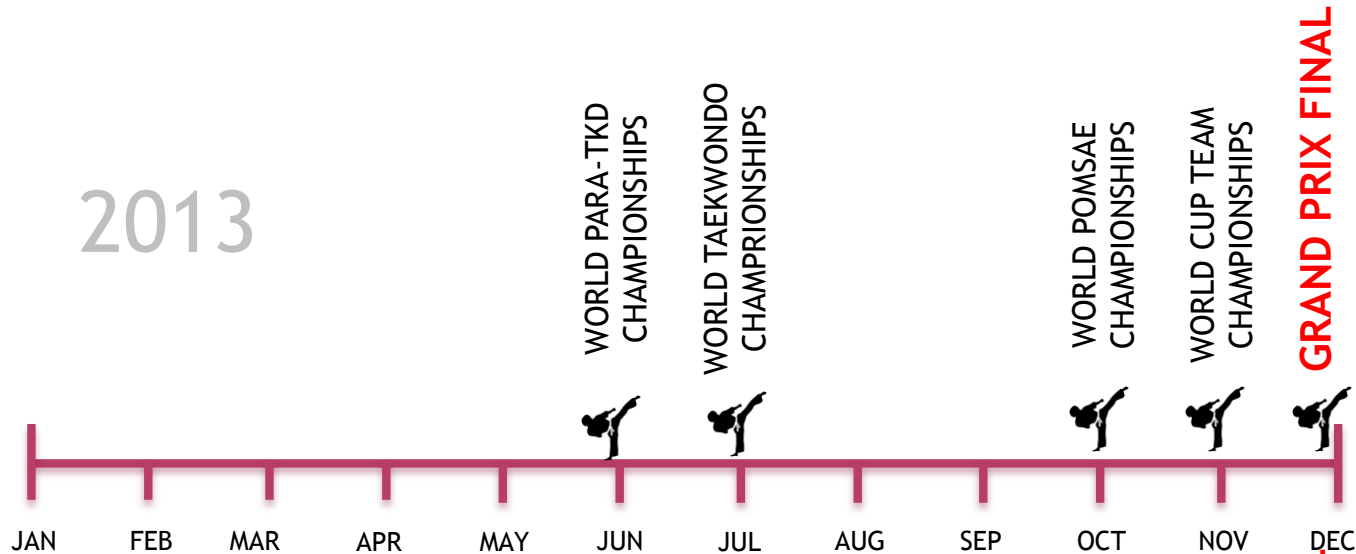 2013
WORLD PARA-TKD
CHAMPIONSHIPS
WORLD TAEKWONDO
CHAMPRIONSHIPS
WORLD POMSAE
CHAMPIONSHIPS
WORLD CUP TEAM
CHAMPIONSHIPS
GRAND PRIX FINAL
JAN FEB MAR APR MAY JUN JUL AUG SEP OCT NOV DEC